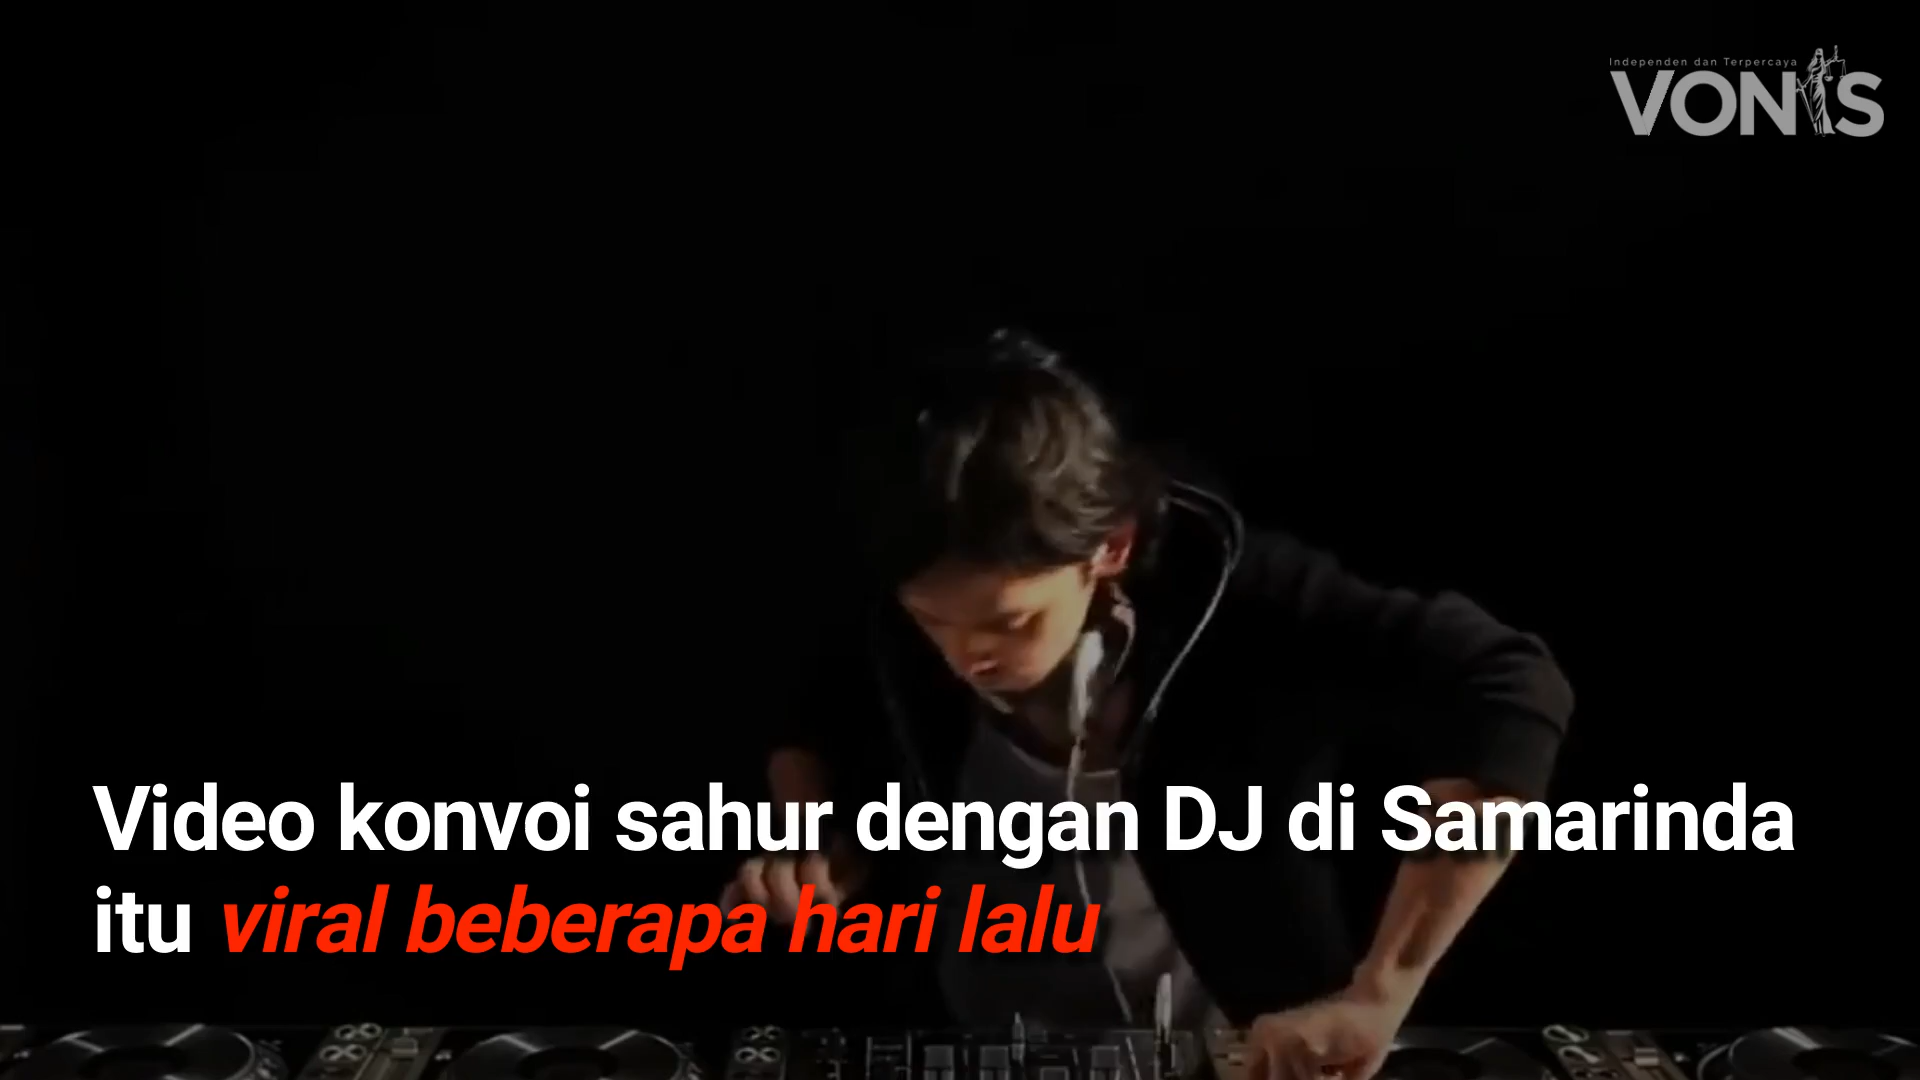 Independen dan Terpercaya
VONIS
Video konvoi sahur dengan DJ di Samarinda
itu viral beberapa hari lalu